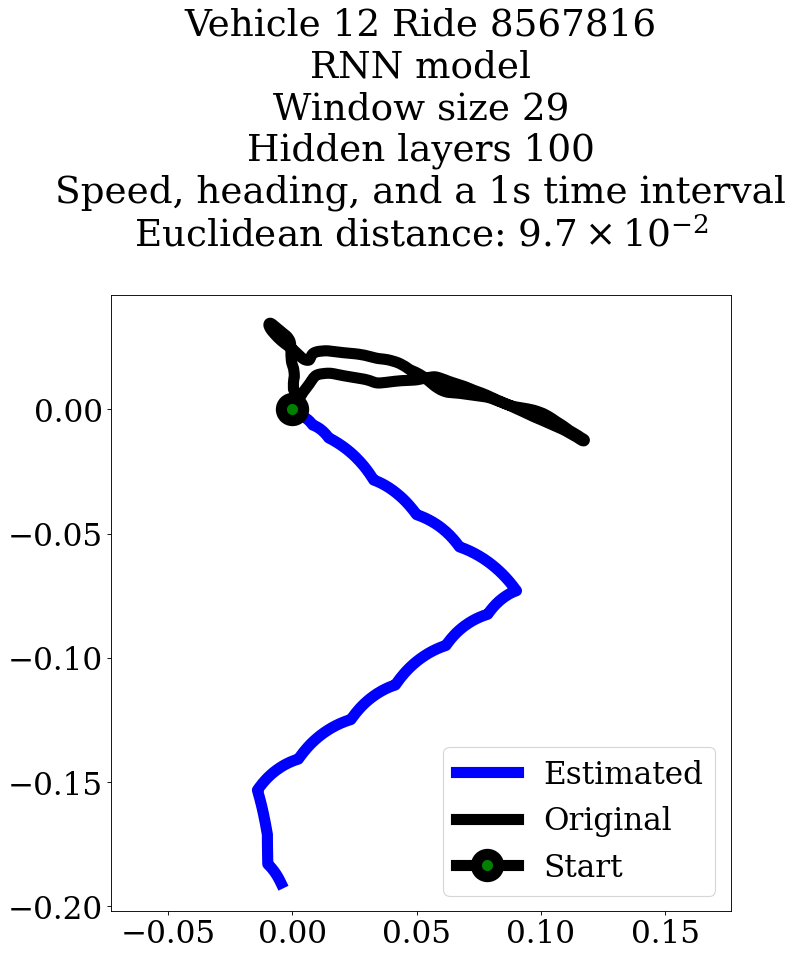 Vehicle 12 Ride 8567816
RNN model
Window size 29
Hidden layers 100
Speed, heading, and a 1s time interval
Euclidean distance: 9.7 × 10⁻²
0.00
−0.05
−0.10
−0.15
−0.20
Estimated
Original
Start
−0.05 0.00 0.05 0.10 0.15